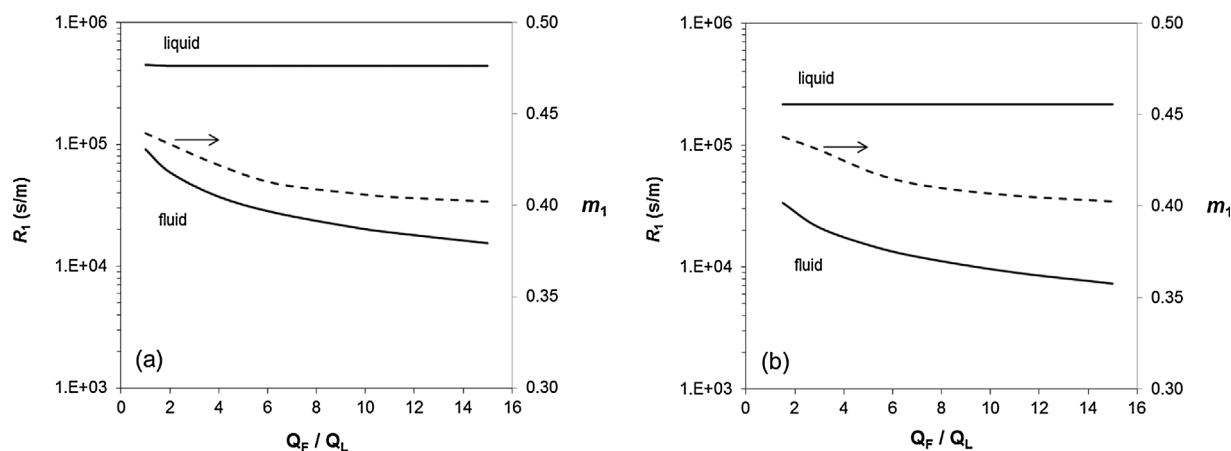 1.E+06
1.E+05
1.E+04
1.E+03
R1 (s/m)
liquid
fluid
(a)
0.50
0.45
0.40
0.35
0.30
m1
0 2 4 6 8 10 12 14 16
QF / QL
1.E+06
1.E+05
1.E+04
1.E+03
R1 (s/m)
liquid
fluid
(b)
0.50
0.45
0.40
0.35
0.30
m1
0 2 4 6 8 10 12 14 16
QF / QL